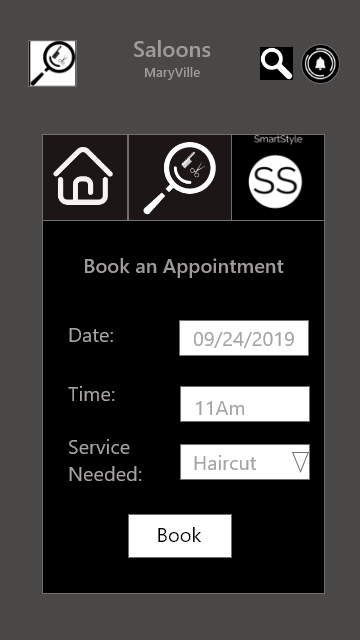 Saloons
MaryVille
SmartStyle
SS
Book an Appointment
Date:
09/24/2019
Time:
11Am
Service
Needed:
Haircut
Book